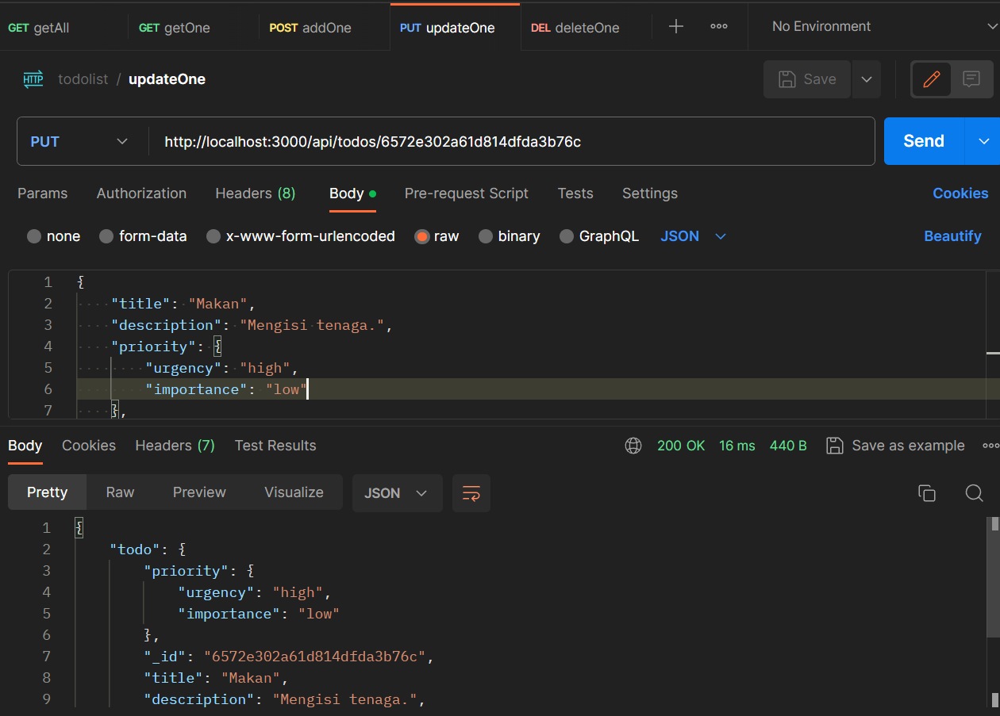 GET getAll GET getOne POST addOne PUT updateOne DEL deleteOne No Environment
HTTP todolist / updateOne Save
PUT http://localhost:3000/api/todos/6572e302a61d814dfda3b76c Send
Params Authorization Headers (8) Body Pre-request Script Tests Settings Cookies
none form-data x-www-form-urlencoded raw binary GraphQL JSON Beautify
1 {
2 "title": "Makan",
3 "description": "Mengisi tenaga.",
4 "priority": {
5 "urgency": "high",
6 "importance": "low"
7 },
Body Cookies Headers (7) Test Results 200 OK 16 ms 440 B Save as example
Pretty Raw Preview Visualize JSON
1 {
2 "todo": {
3 "priority": {
4 "urgency": "high",
5 "importance": "low"
6 },
7 "_id": "6572e302a61d814dfda3b76c",
8 "title": "Makan",
9 "description": "Mengisi tenaga.",